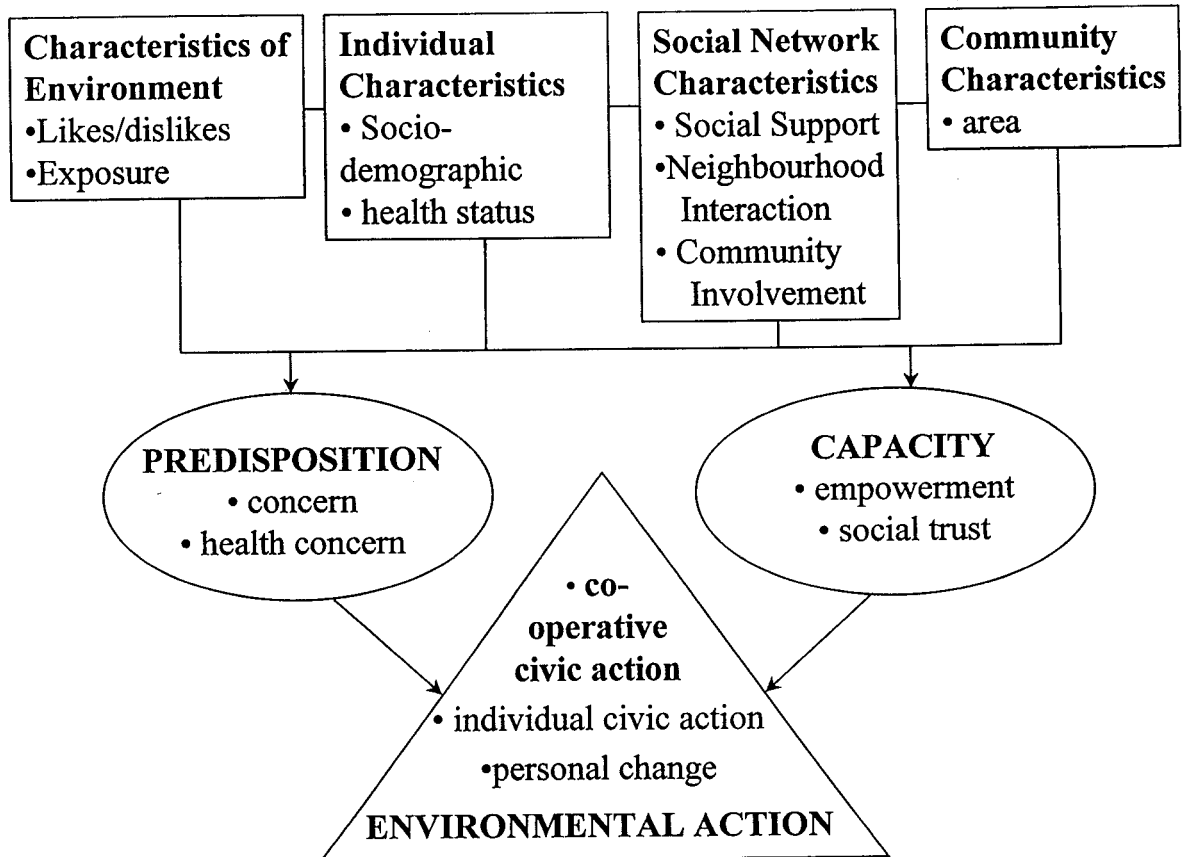 Characteristics of
Environment
•Likes/dislikes
•Exposure
Individual
Characteristics
• Socio-
demographic
• health status
Social Network
Characteristics
• Social Support
•Neighbourhood
Interaction
• Community
Involvement
Community
Characteristics
• area
PREDISPOSITION
• concern
• health concern
CAPACITY
• empowerment
• social trust
• co-
operative
civic action
• individual civic action
•personal change
ENVIRONMENTAL ACTION